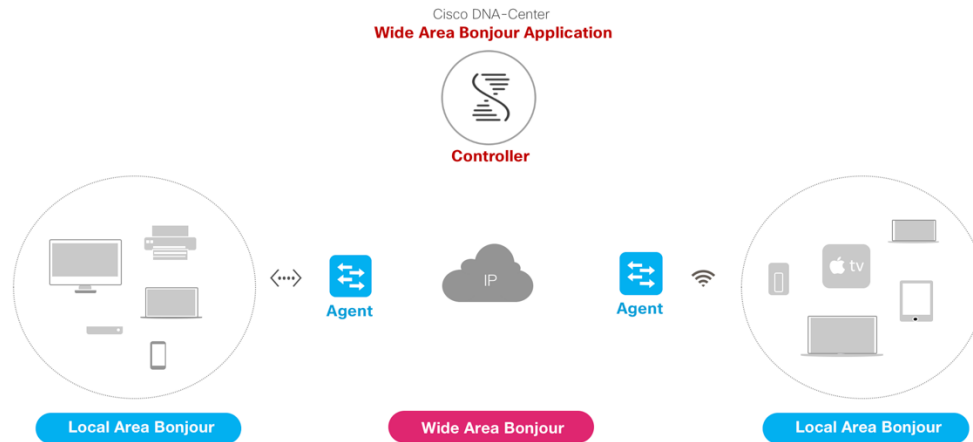 Cisco DNA-Center
Wide Area Bonjour Application
Controller
IP
tv
Agent
Agent
Local Area Bonjour
Wide Area Bonjour
Local Area Bonjour